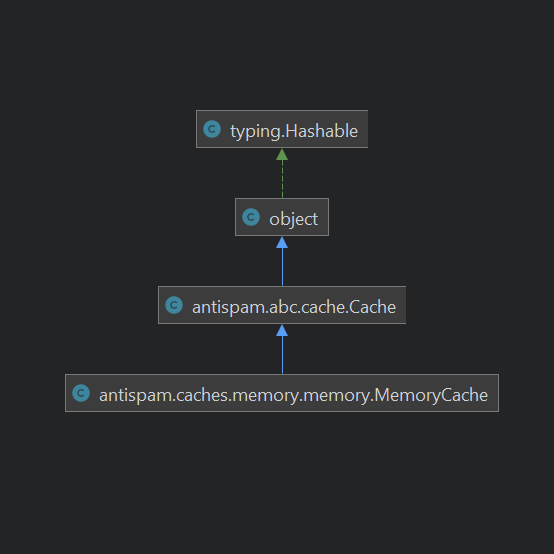 C typing.Hashable
C object
C antispam.abc.cache.Cache
C antispam.caches.memory.memory.MemoryCache